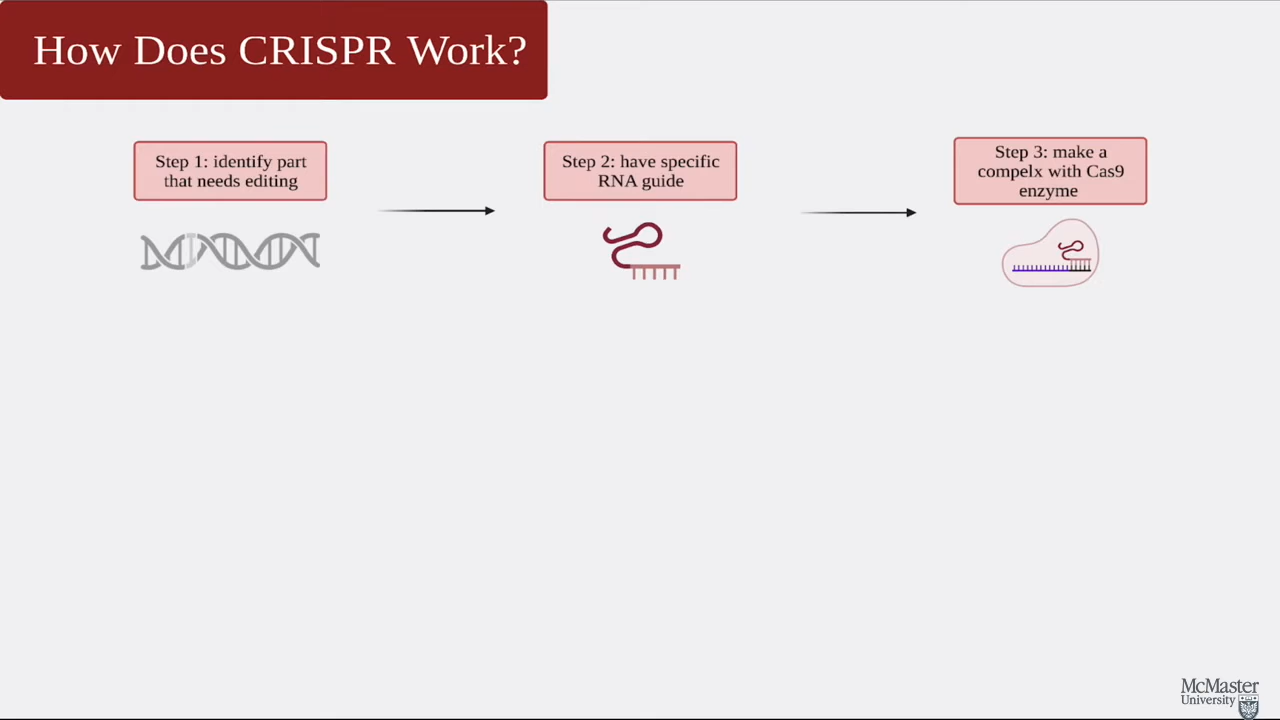 How Does CRISPR Work?
Step 1: identify part
that needs editing
Step 2: have specific
RNA guide
Step 3: make a
compelx with Cas9
enzyme
McMaster
University